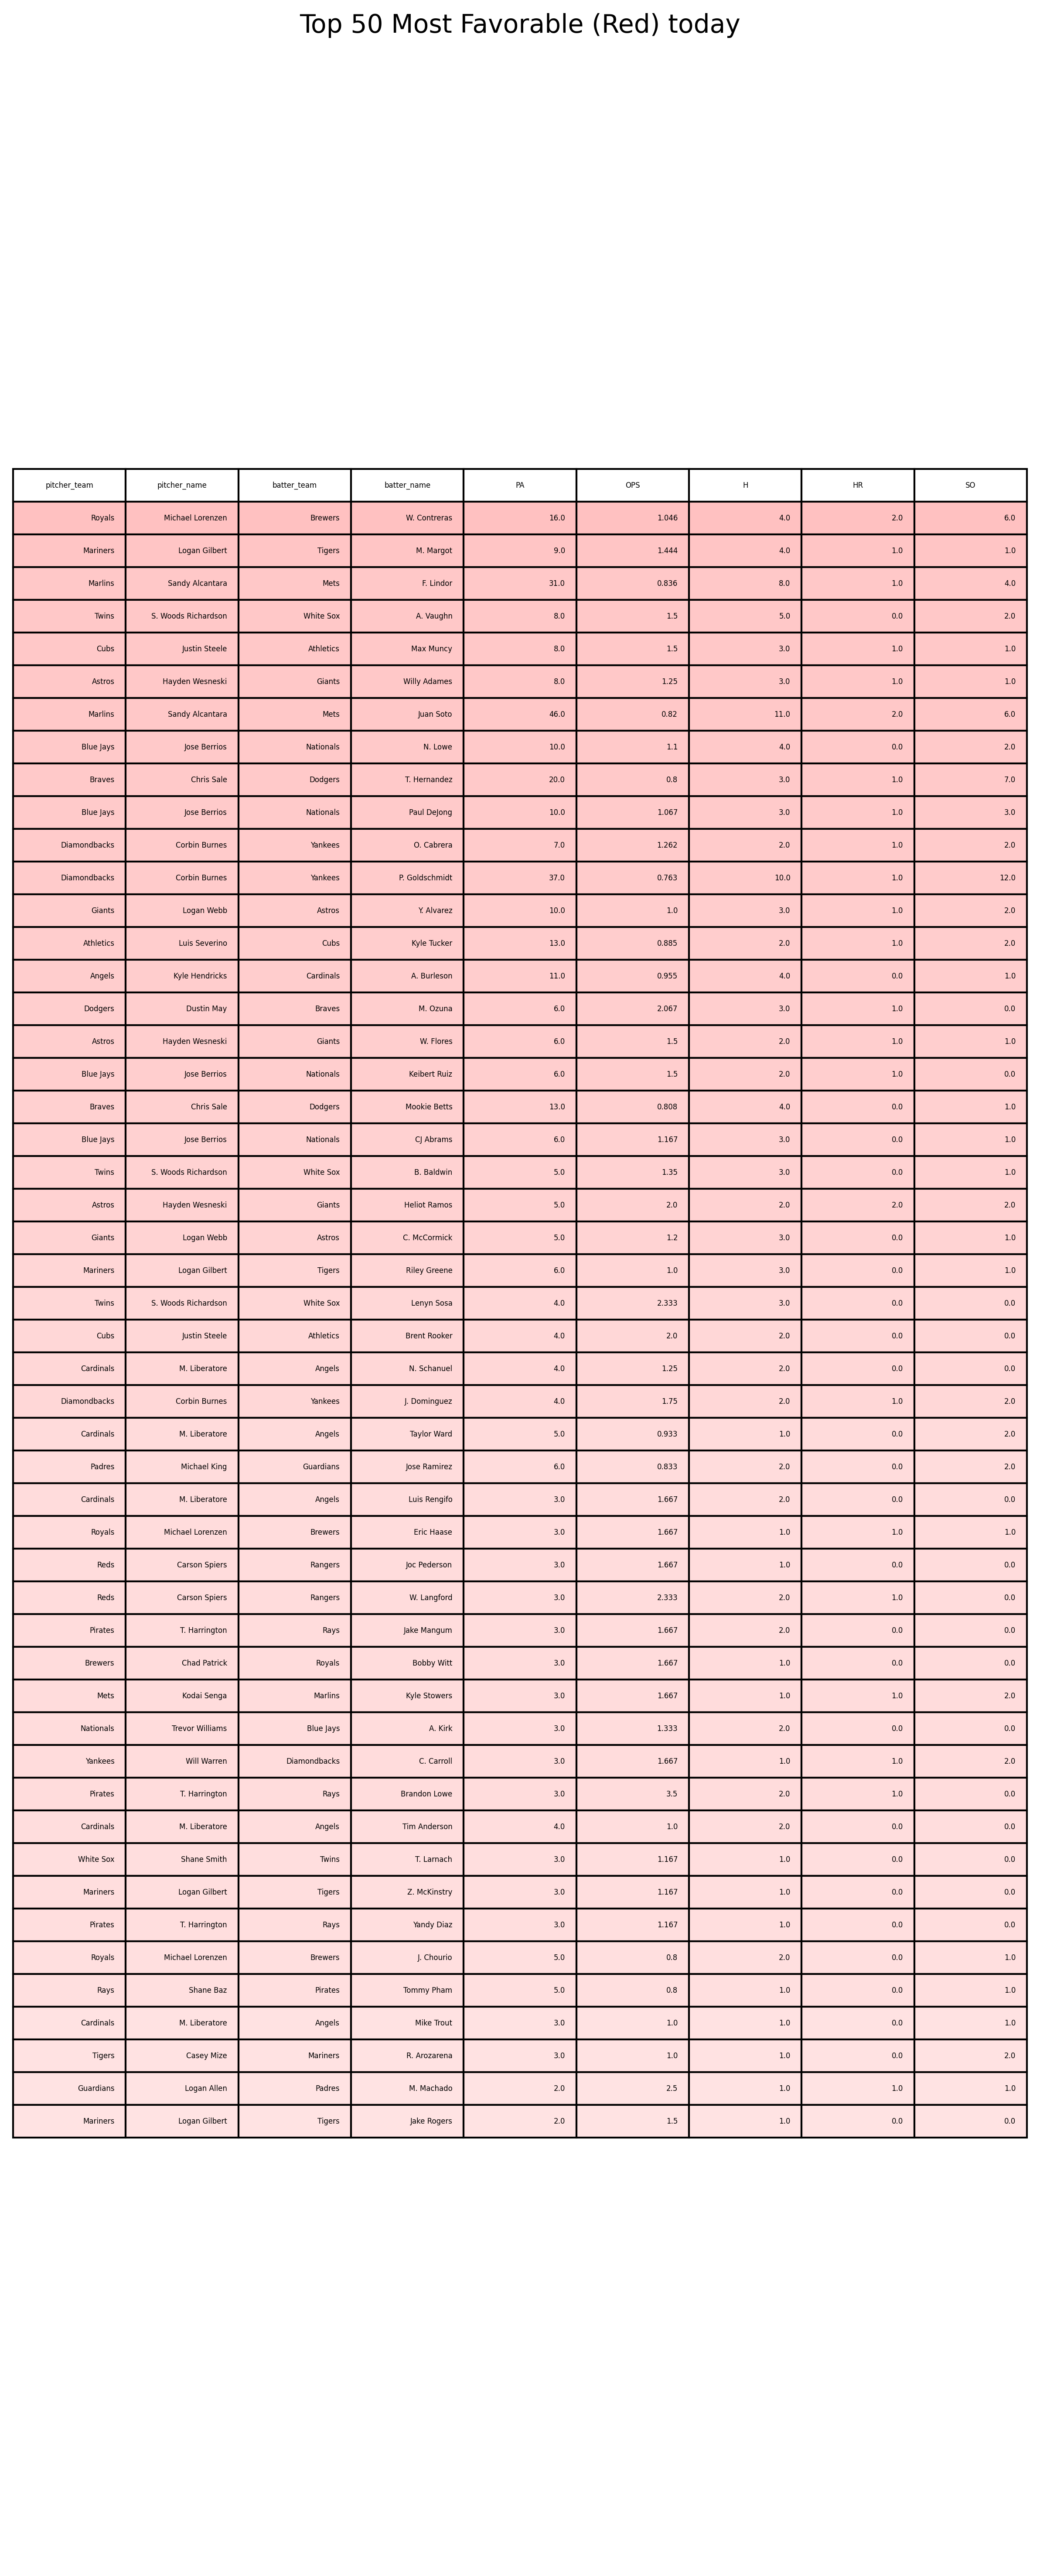 Top 50 Most Favorable (Red) today
pitcher_team pitcher_name batter_team batter_name PA OPS H HR SO
Royals Michael Lorenzen Brewers W. Contreras 16.0 1.046 4.0 2.0 6.0
Mariners Logan Gilbert Tigers M. Margot 9.0 1.444 4.0 1.0 1.0
Marlins Sandy Alcantara Mets F. Lindor 31.0 0.836 8.0 1.0 4.0
Twins S. Woods Richardson White Sox A. Vaughn 8.0 1.5 5.0 0.0 2.0
Cubs Justin Steele Athletics Max Muncy 8.0 1.5 3.0 1.0 1.0
Astros Hayden Wesneski Giants Willy Adames 8.0 1.25 3.0 1.0 1.0
Marlins Sandy Alcantara Mets Juan Soto 46.0 0.82 11.0 2.0 6.0
Blue Jays Jose Berrios Nationals N. Lowe 10.0 1.1 4.0 0.0 2.0
Braves Chris Sale Dodgers T. Hernandez 20.0 0.8 3.0 1.0 7.0
Blue Jays Jose Berrios Nationals Paul DeJong 10.0 1.067 3.0 1.0 3.0
Diamondbacks Corbin Burnes Yankees O. Cabrera 7.0 1.262 2.0 1.0 2.0
Diamondbacks Corbin Burnes Yankees P. Goldschmidt 37.0 0.763 10.0 1.0 12.0
Giants Logan Webb Astros Y. Alvarez 10.0 1.0 3.0 1.0 2.0
Athletics Luis Severino Cubs Kyle Tucker 13.0 0.885 2.0 1.0 2.0
Angels Kyle Hendricks Cardinals A. Burleson 11.0 0.955 4.0 0.0 1.0
Dodgers Dustin May Braves M. Ozuna 6.0 2.067 3.0 1.0 0.0
Astros Hayden Wesneski Giants W. Flores 6.0 1.5 2.0 1.0 1.0
Blue Jays Jose Berrios Nationals Keibert Ruiz 6.0 1.5 2.0 1.0 0.0
Braves Chris Sale Dodgers Mookie Betts 13.0 0.808 4.0 0.0 1.0
Blue Jays Jose Berrios Nationals CJ Abrams 6.0 1.167 3.0 0.0 1.0
Twins S. Woods Richardson White Sox B. Baldwin 5.0 1.35 3.0 0.0 1.0
Astros Hayden Wesneski Giants Heliot Ramos 5.0 2.0 2.0 2.0 2.0
Giants Logan Webb Astros C. McCormick 5.0 1.2 3.0 0.0 1.0
Mariners Logan Gilbert Tigers Riley Greene 6.0 1.0 3.0 0.0 1.0
Twins S. Woods Richardson White Sox Lenyn Sosa 4.0 2.333 3.0 0.0 0.0
Cubs Justin Steele Athletics Brent Rooker 4.0 2.0 2.0 0.0 0.0
Cardinals M. Liberatore Angels N. Schanuel 4.0 1.25 2.0 0.0 0.0
Diamondbacks Corbin Burnes Yankees J. Dominguez 4.0 1.75 2.0 1.0 2.0
Cardinals M. Liberatore Angels Taylor Ward 5.0 0.933 1.0 0.0 2.0
Padres Michael King Guardians Jose Ramirez 6.0 0.833 2.0 0.0 2.0
Cardinals M. Liberatore Angels Luis Rengifo 3.0 1.667 2.0 0.0 0.0
Royals Michael Lorenzen Brewers Eric Haase 3.0 1.667 1.0 1.0 1.0
Reds Carson Spiers Rangers Joc Pederson 3.0 1.667 1.0 0.0 0.0
Reds Carson Spiers Rangers W. Langford 3.0 2.333 2.0 1.0 0.0
Pirates T. Harrington Rays Jake Mangum 3.0 1.667 2.0 0.0 0.0
Brewers Chad Patrick Royals Bobby Witt 3.0 1.667 1.0 0.0 0.0
Mets Kodai Senga Marlins Kyle Stowers 3.0 1.667 1.0 1.0 2.0
Nationals Trevor Williams Blue Jays A. Kirk 3.0 1.333 2.0 0.0 0.0
Yankees Will Warren Diamondbacks C. Carroll 3.0 1.667 1.0 1.0 2.0
Pirates T. Harrington Rays Brandon Lowe 3.0 3.5 2.0 1.0 0.0
Cardinals M. Liberatore Angels Tim Anderson 4.0 1.0 2.0 0.0 0.0
White Sox Shane Smith Twins T. Larnach 3.0 1.167 1.0 0.0 0.0
Mariners Logan Gilbert Tigers Z. McKinstry 3.0 1.167 1.0 0.0 0.0
Pirates T. Harrington Rays Yandy Diaz 3.0 1.167 1.0 0.0 0.0
Royals Michael Lorenzen Brewers J. Chourio 5.0 0.8 2.0 0.0 1.0
Rays Shane Baz Pirates Tommy Pham 5.0 0.8 1.0 0.0 1.0
Cardinals M. Liberatore Angels Mike Trout 3.0 1.0 1.0 0.0 1.0
Tigers Casey Mize Mariners R. Arozarena 3.0 1.0 1.0 0.0 2.0
Guardians Logan Allen Padres M. Machado 2.0 2.5 1.0 1.0 1.0
Mariners Logan Gilbert Tigers Jake Rogers 2.0 1.5 1.0 0.0 0.0